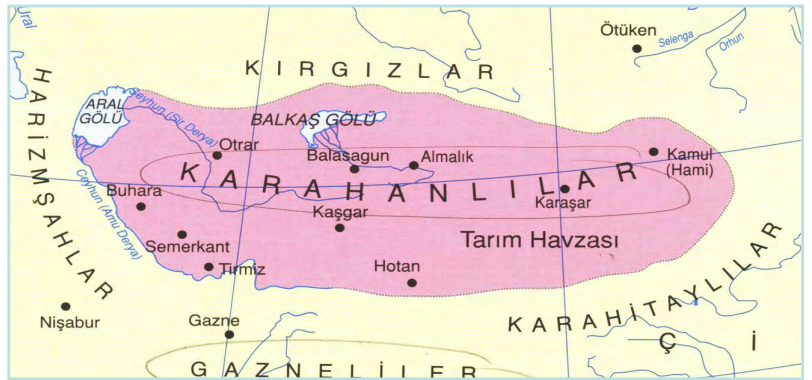 Ural
Ötüken
Selenga
Orhun
KIRGIZLAR
HARİZMŞAHLAR
ARAL
GÖLÜ
Seyhun (Sir Derya)
BALKAŞ GÖLÜ
Otrar
Balasagun
Almalık
Kamul
(Hami)
KARAHANLILAR
Karaşar
Buhara
Ceyhun (Amu Derya)
Kaşgar
Semerkant
Tarım Havzası
Tirmiz
Hotan
Nişabur
Gazne
KARAHİTAYLILAR
Çİ
GAZNELİLER